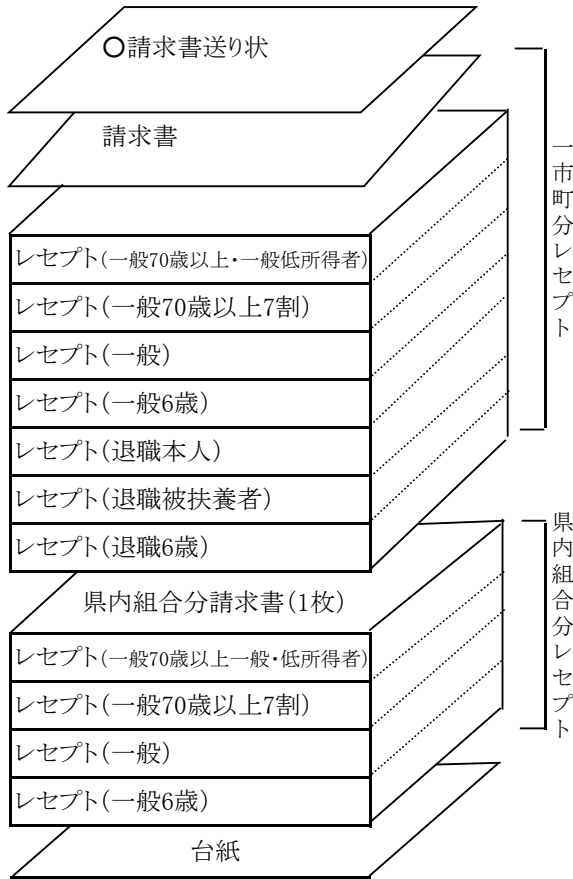 ○請求書送り状
請求書
一市町分レセプト
レセプト(一般70歳以上・一般低所得者)
レセプト(一般70歳以上7割)
レセプト(一般)
レセプト(一般6歳)
レセプト(退職本人)
レセプト(退職被扶養者)
レセプト(退職6歳)
県内組合分請求書(1枚)
県内組合分レセプト
レセプト(一般70歳以上一般・低所得者)
レセプト(一般70歳以上7割)
レセプト(一般)
レセプト(一般6歳)
台紙